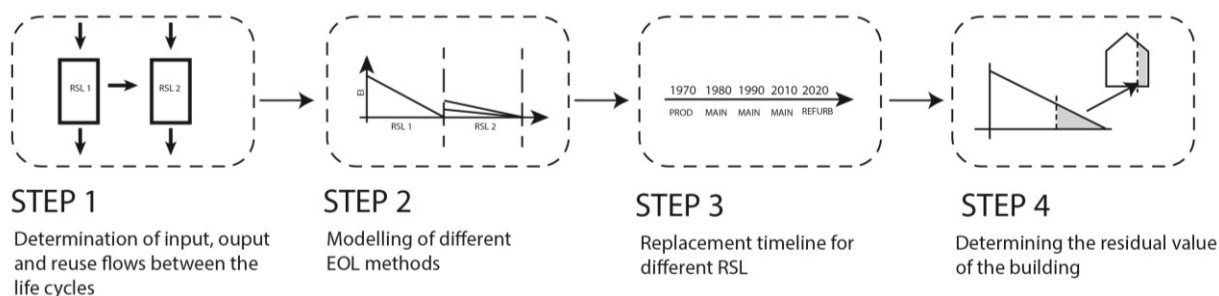 RSL 1
RSL 2
EI
RSL 1
RSL 2
1970 1980 1990 2010 2020
PROD MAIN MAIN MAIN REFURB
STEP 1
Determination of input, ouput
and reuse flows between the
life cycles
STEP 2
Modelling of different
EOL methods
STEP 3
Replacement timeline for
different RSL
STEP 4
Determining the residual value
of the building